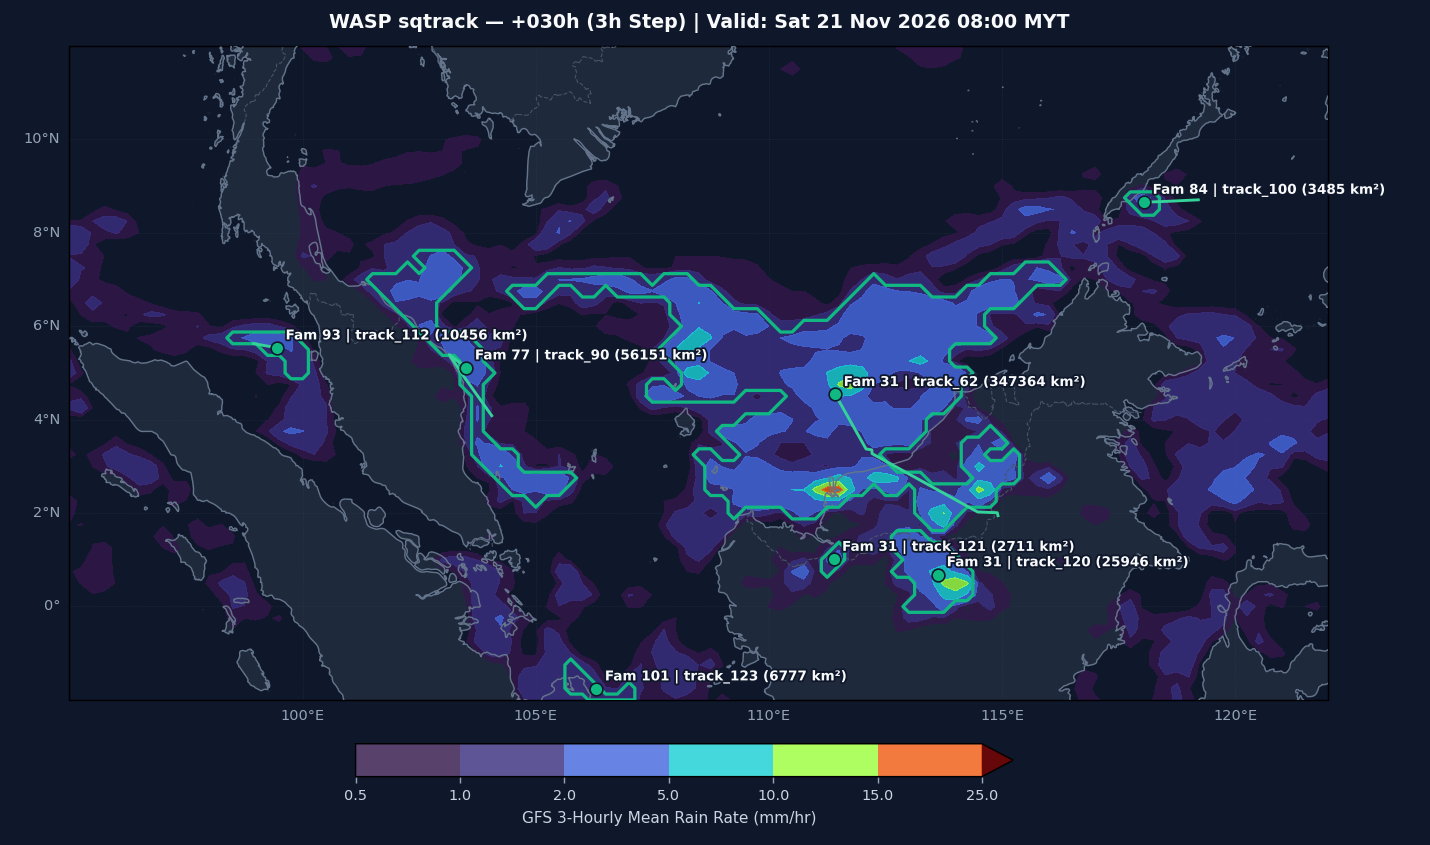 WASP sqtrack — +030h (3h Step) | Valid: Sat 21 Nov 2026 08:00 MYT
10°N
8°N
6°N
4°N
2°N
0°
Fam 84 | track_100 (3485 km²)
Fam 93 | track_112 (10456 km²)
Fam 77 | track_90 (56151 km²)
Fam 31 | track_62 (347364 km²)
Fam 31 | track_121 (2711 km²)
Fam 31 | track_120 (25946 km²)
Fam 101 | track_123 (6777 km²)
100°E 105°E 110°E 115°E 120°E
0.5 1.0 2.0 5.0 10.0 15.0 25.0
GFS 3-Hourly Mean Rain Rate (mm/hr)